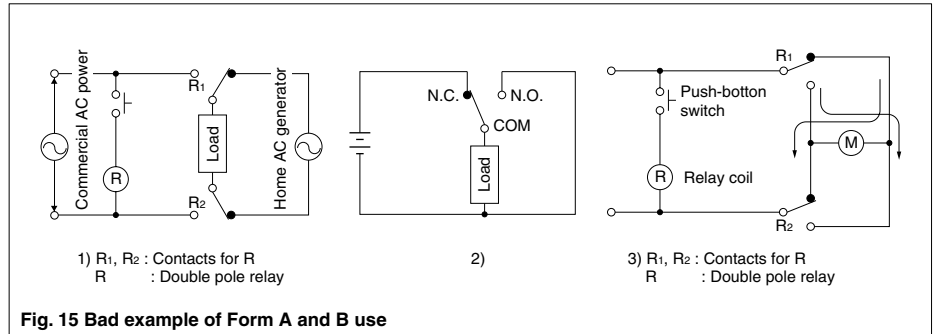 Commercial AC power
R
R1
Load
R2
Home AC generator
1) R1, R2 : Contacts for R
R : Double pole relay
N.C.
N.O.
COM
Load
2)
R1
Push-botton
switch
M
R
Relay coil
R2
3) R1, R2 : Contacts for R
R : Double pole relay
Fig. 15 Bad example of Form A and B use